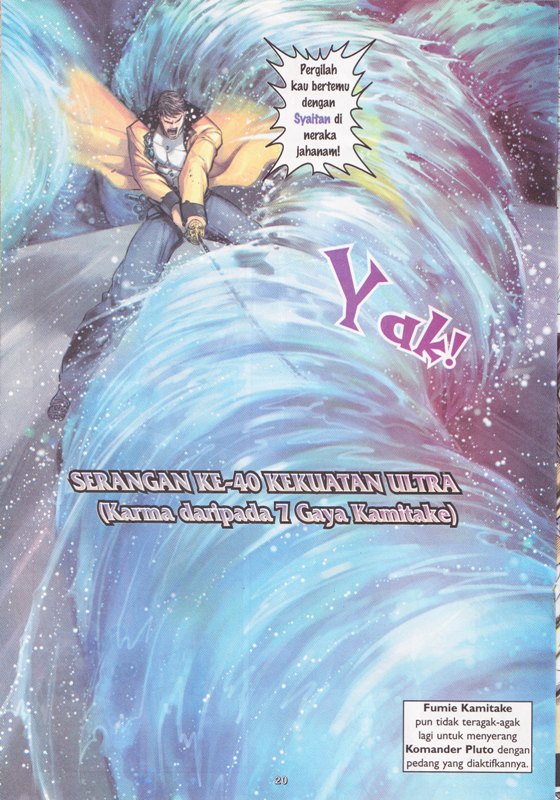 Pergilah
kau bertemu
dengan
Syaitan di
neraka
jahanam!
Yak!
SERANGAN KE-40 KEKUATAN ULTRA
(Karma daripada 7 Gaya Kamitake)
Fumie Kamitake
pun tidak teragak-agak
lagi untuk menyerang
Komander Pluto dengan
pedang yang diaktifkannya.
20